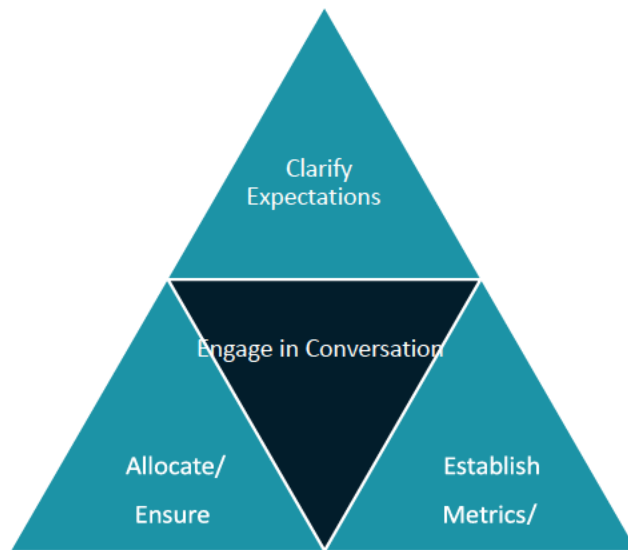 Clarify
Expectations
Engage in Conversation
Allocate/
Ensure
Establish
Metrics/